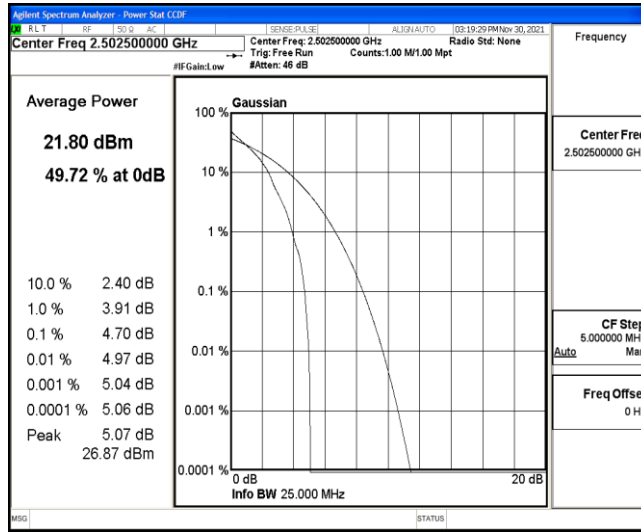 Agilent Spectrum Analyzer - Power Stat CCDF
R L T RF 50 Ω AC SENSE:PULSE ALIGNAUTO 03:19:29 PM Nov 30, 2021
Center Freq 2.502500000 GHz
Center Freq: 2.502500000 GHz Radio Std: None
Trig: Free Run Counts:1.00 M/1.00 Mpt
#IFGain:Low #Atten: 46 dB
Frequency
Average Power
21.80 dBm
49.72 % at 0dB
10.0 % 2.40 dB
1.0 % 3.91 dB
0.1 % 4.70 dB
0.01 % 4.97 dB
0.001 % 5.04 dB
0.0001 % 5.06 dB
Peak 5.07 dB
26.87 dBm
Gaussian
100 %
10 %
1 %
0.1 %
0.01 %
0.001 %
0.0001 %
0 dB 20 dB
Info BW 25.000 MHz
Center Fre
2.502500000 GH
CF Step
5.000000 MH
Auto Ma
Freq Offse
0 H
MSG STATUS